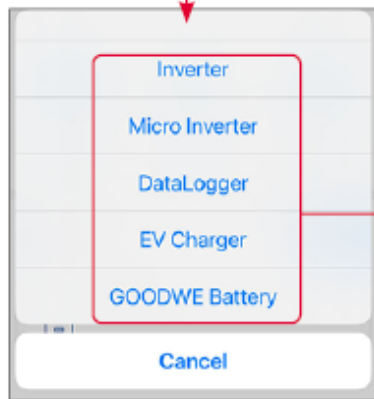 Inverter
Micro Inverter
DataLogger
EV Charger
GOODWE Battery
Cancel